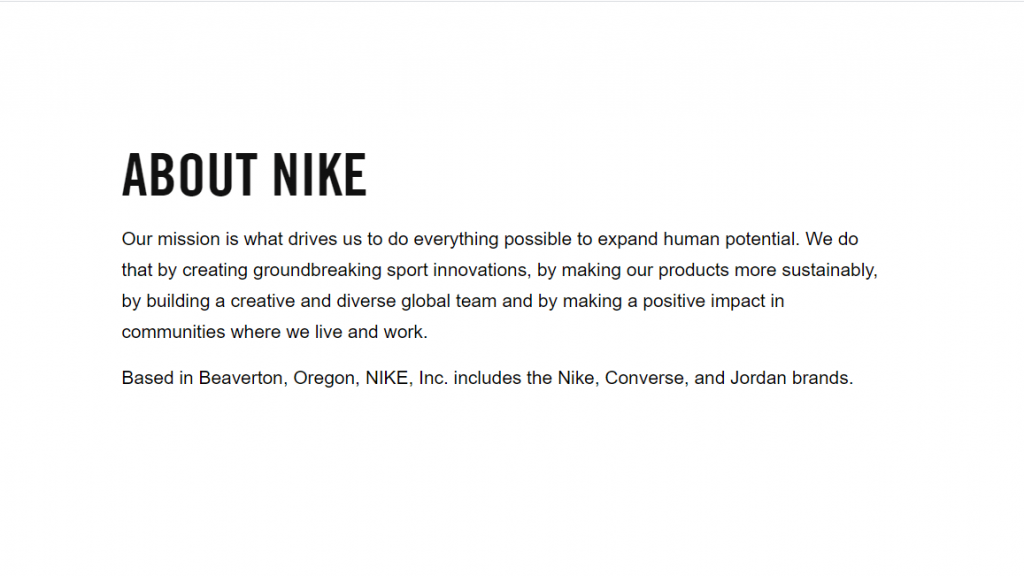 ABOUT NIKE
Our mission is what drives us to do everything possible to expand human potential. We do
that by creating groundbreaking sport innovations, by making our products more sustainably,
by building a creative and diverse global team and by making a positive impact in
communities where we live and work.
Based in Beaverton, Oregon, NIKE, Inc. includes the Nike, Converse, and Jordan brands.